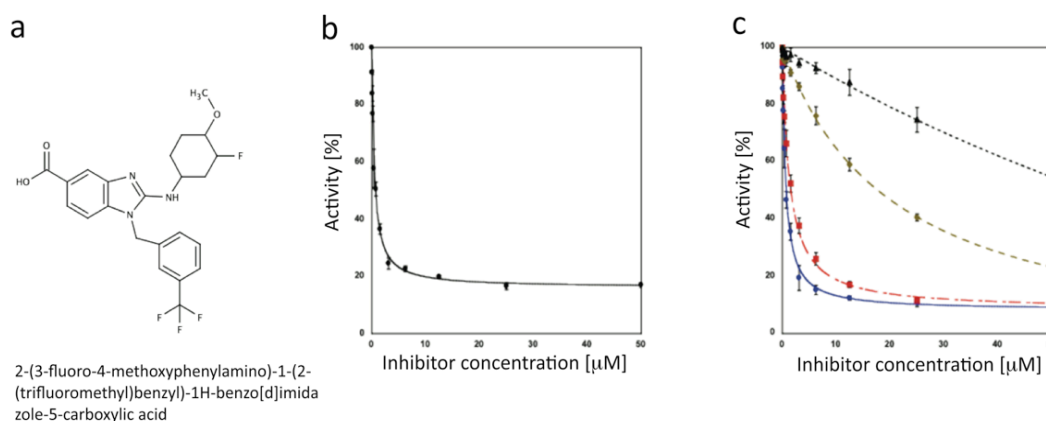 a
b
c
H₃C
O
F
O
HO
N
NH
N
F
F
F
2-(3-fluoro-4-methoxyphenylamino)-1-(2-
(trifluoromethyl)benzyl)-1H-benzo[d]imida
zole-5-carboxylic acid
Activity [%]
100
80
60
40
20
0
0 10 20 30 40 50
Inhibitor concentration [μM]
Activity [%]
100
80
60
40
20
0
0 10 20 30 40
Inhibitor concentration [μM]